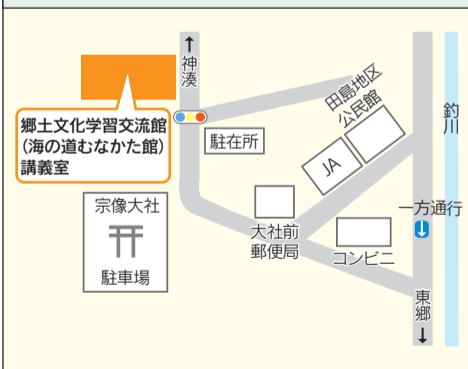 ↑
神湊
郷土文化学習交流館
(海の道むなかた館)
講義室
駐在所
田島地区
公民館
JA
釣川
宗像大社
駐車場
大社前
郵便局
コンビニ
一方通行
⇩
東郷
↓